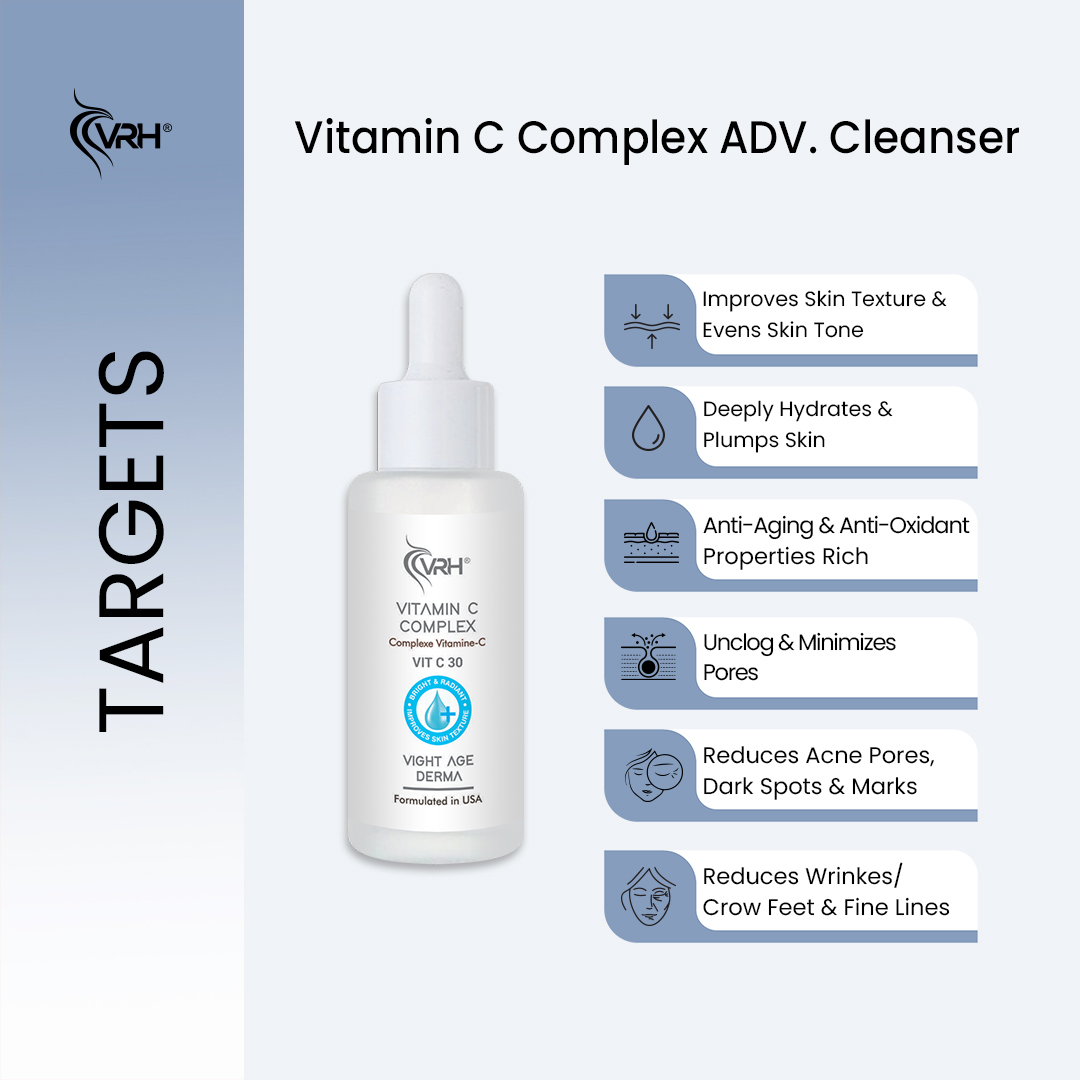 VRH®
TARGETS
Vitamin C Complex ADV. Cleanser
VRH®
VITAMIN C
COMPLEX
Complexe Vitamine-C
VIT C 30
• BRIGHT & RADIANT •
IMPROVES SKIN TEXTURE
VIGHT AGE
DERMA
Formulated in USA
Improves Skin Texture &
Evens Skin Tone
Deeply Hydrates &
Plumps Skin
Anti-Aging & Anti-Oxidant
Properties Rich
Unclog & Minimizes
Pores
Reduces Acne Pores,
Dark Spots & Marks
Reduces Wrinkes/
Crow Feet & Fine Lines